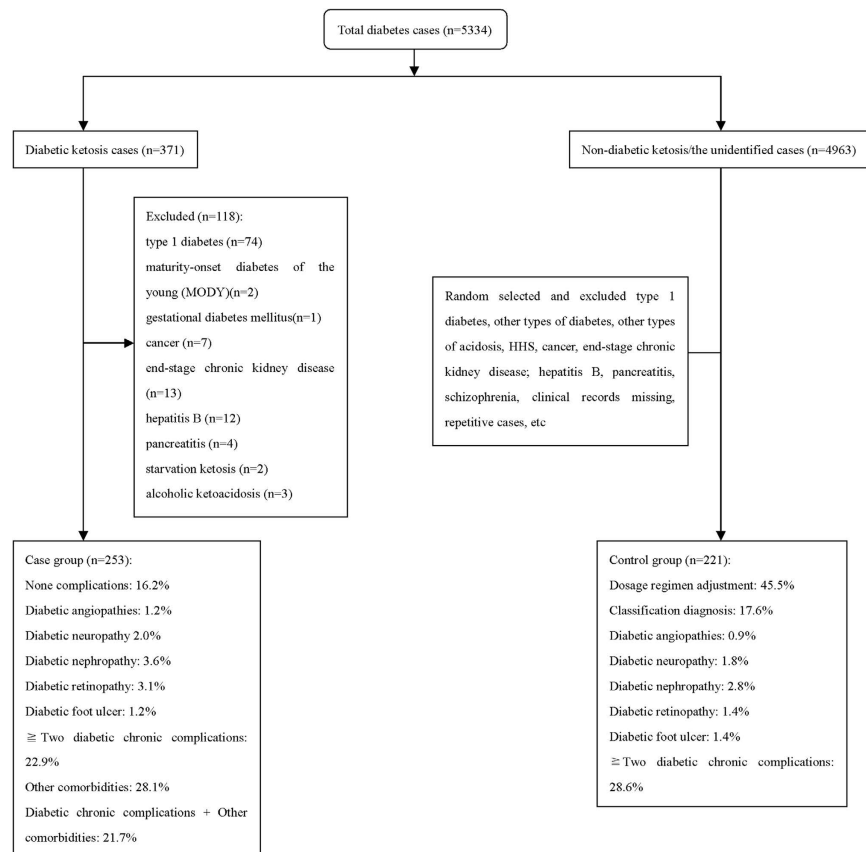 Total diabetes cases (n=5334)
Diabetic ketosis cases (n=371)
Non-diabetic ketosis/the unidentified cases (n=4963)
Excluded (n=118):
type 1 diabetes (n=74)
maturity-onset diabetes of the
young (MODY)(n=2)
gestational diabetes mellitus(n=1)
cancer (n=7)
end-stage chronic kidney disease
(n=13)
hepatitis B (n=12)
pancreatitis (n=4)
starvation ketosis (n=2)
alcoholic ketoacidosis (n=3)
Random selected and excluded type 1
diabetes, other types of diabetes, other types
of acidosis, HHS, cancer, end-stage chronic
kidney disease; hepatitis B, pancreatitis,
schizophrenia, clinical records missing,
repetitive cases, etc
Case group (n=253):
None complications: 16.2%
Diabetic angiopathies: 1.2%
Diabetic neuropathy 2.0%
Diabetic nephropathy: 3.6%
Diabetic retinopathy: 3.1%
Diabetic foot ulcer: 1.2%
≧Two diabetic chronic complications:
22.9%
Other comorbidities: 28.1%
Diabetic chronic complications + Other
comorbidities: 21.7%
Control group (n=221):
Dosage regimen adjustment: 45.5%
Classification diagnosis: 17.6%
Diabetic angiopathies: 0.9%
Diabetic neuropathy: 1.8%
Diabetic nephropathy: 2.8%
Diabetic retinopathy: 1.4%
Diabetic foot ulcer: 1.4%
≧Two diabetic chronic complications:
28.6%